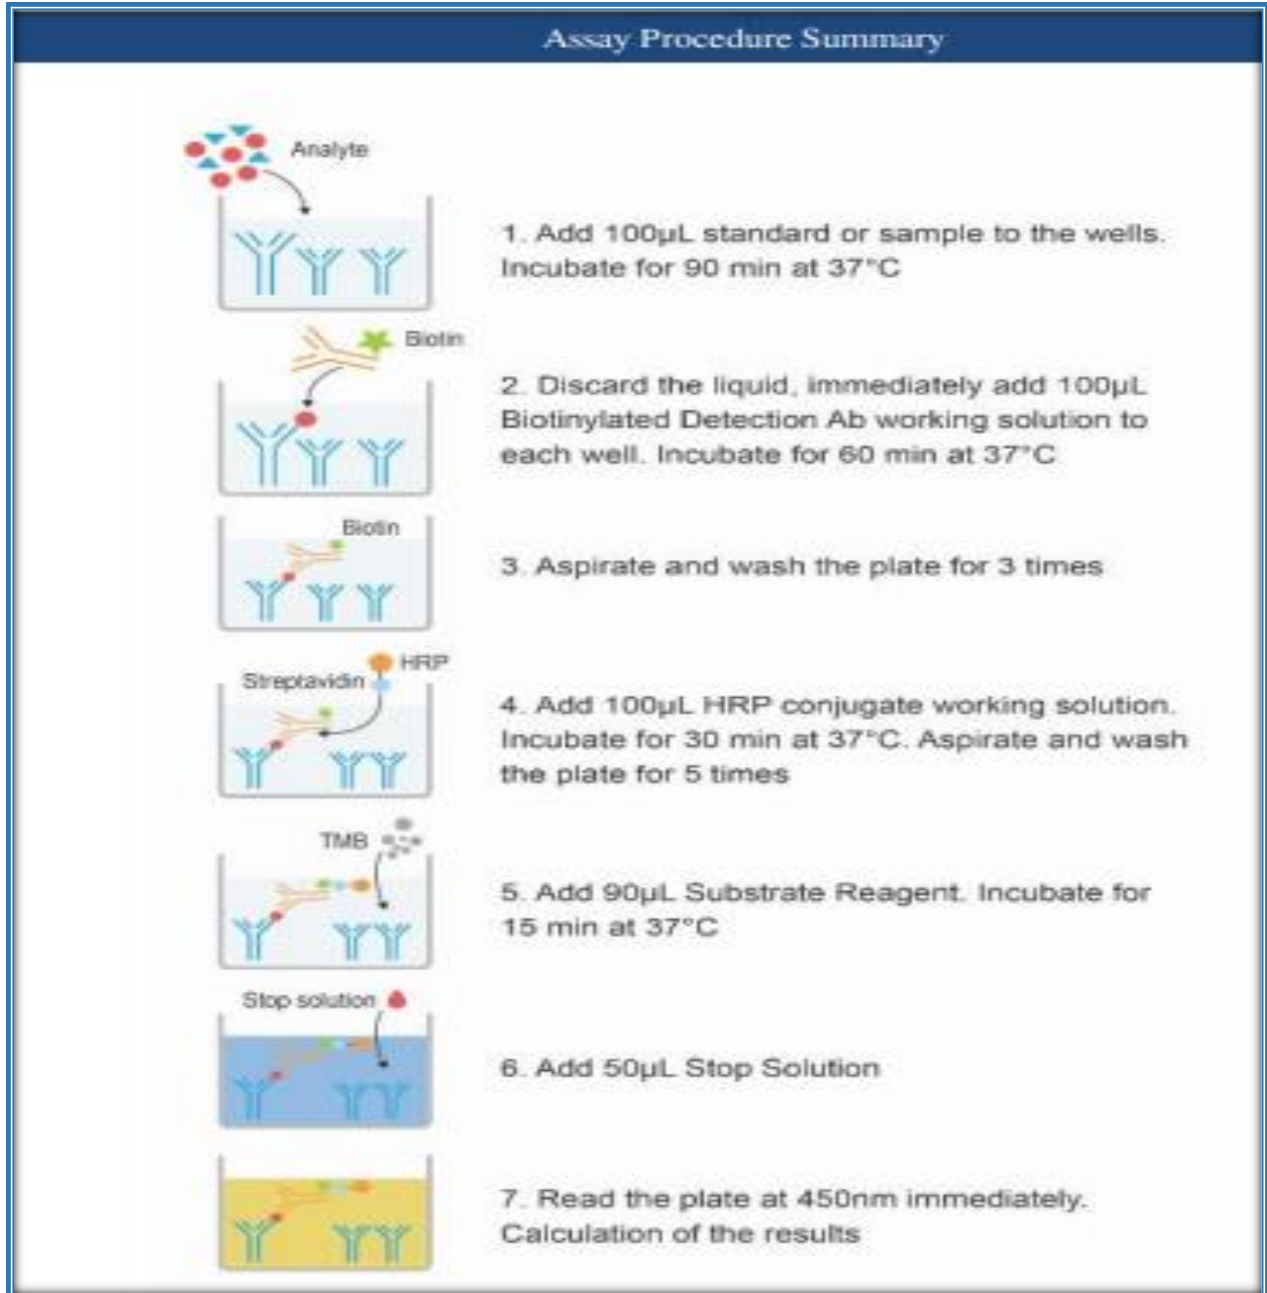 Assay Procedure Summary
Analyte
1. Add 100µL standard or sample to the wells.
Incubate for 90 min at 37°C
Biotin
2. Discard the liquid, immediately add 100µL
Biotinylated Detection Ab working solution to
each well. Incubate for 60 min at 37°C
Biotin
3. Aspirate and wash the plate for 3 times
HRP
Streptavidin
4. Add 100µL HRP conjugate working solution.
Incubate for 30 min at 37°C. Aspirate and wash
the plate for 5 times
TMB
5. Add 90µL Substrate Reagent. Incubate for
15 min at 37°C
Stop solution
6. Add 50µL Stop Solution
7. Read the plate at 450nm immediately.
Calculation of the results